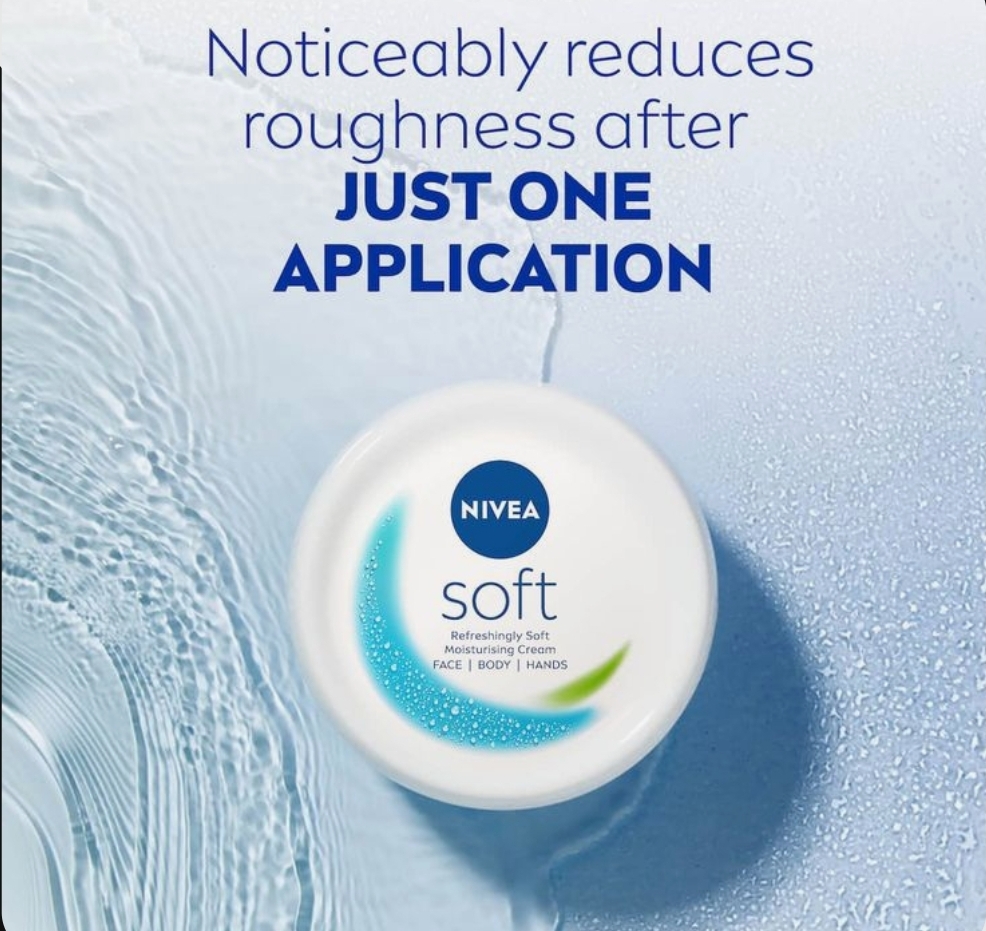 Noticeably reduces
roughness after
JUST ONE
APPLICATION
NIVEA
soft
Refreshingly Soft
Moisturising Cream
FACE | BODY | HANDS